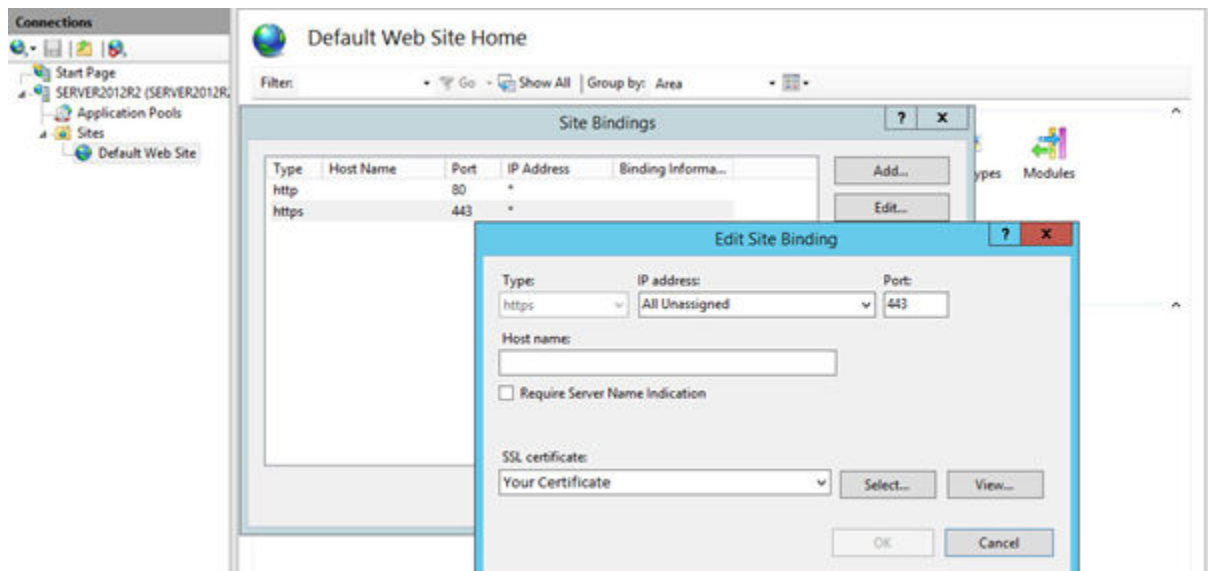 Connections
Start Page
SERVER2012R2 (SERVER2012R
Application Pools
Sites
Default Web Site
Default Web Site Home
Filter:
Go
Show All
Group by: Area
Site Bindings
? x
Type Host Name Port IP Address Binding Informa...
http 80 *
https 443 *
Add...
Edit...
ypes
Modules
Edit Site Binding
? x
Type: IP address: Port:
https All Unassigned 443
Host name:
Require Server Name Indication
SSL certificate:
Your Certificate Select... View...
OK Cancel